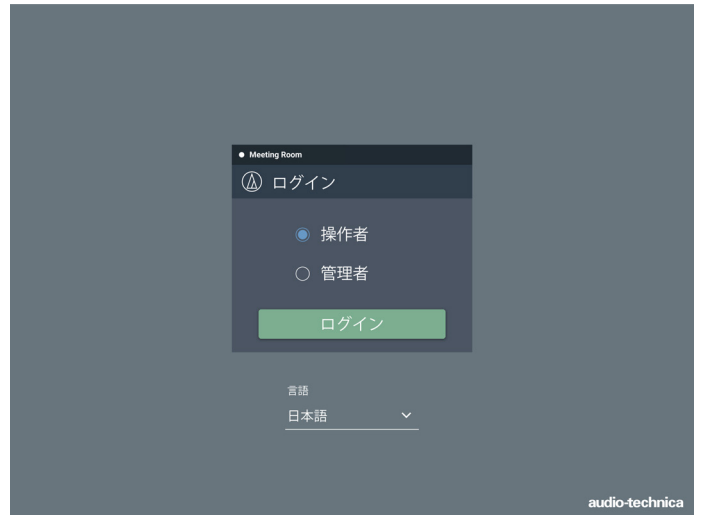 Meeting Room
ログイン
操作者
管理者
ログイン
言語
日本語
audio-technica